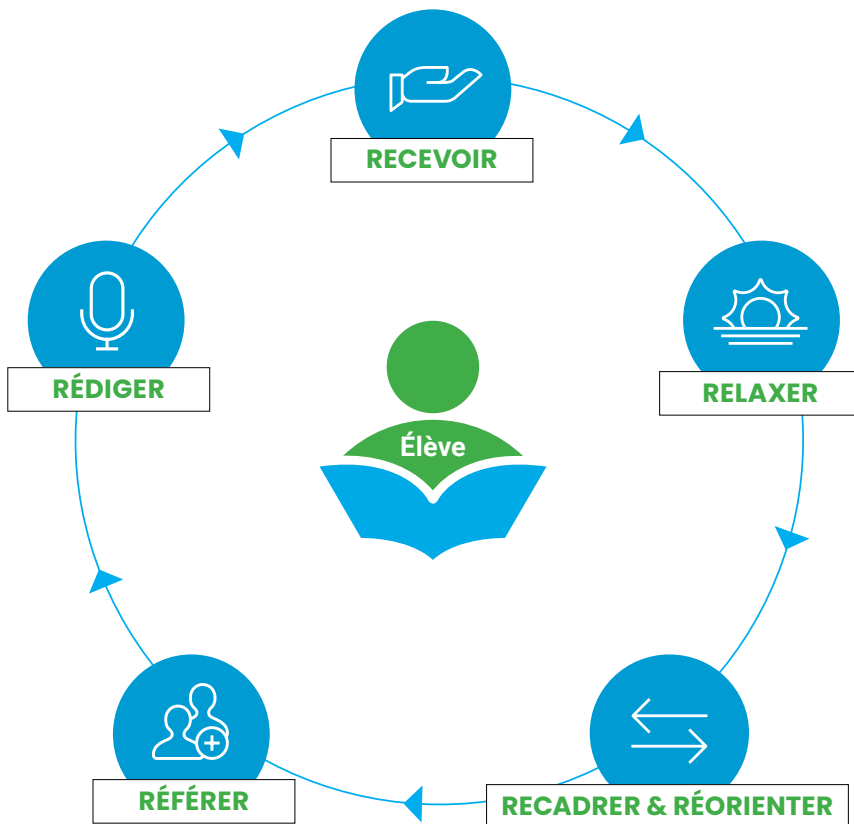 RECEVOIR
RELAXER
RECADRER & RÉORIENTER
RÉFÉRER
RÉDIGER
Élève